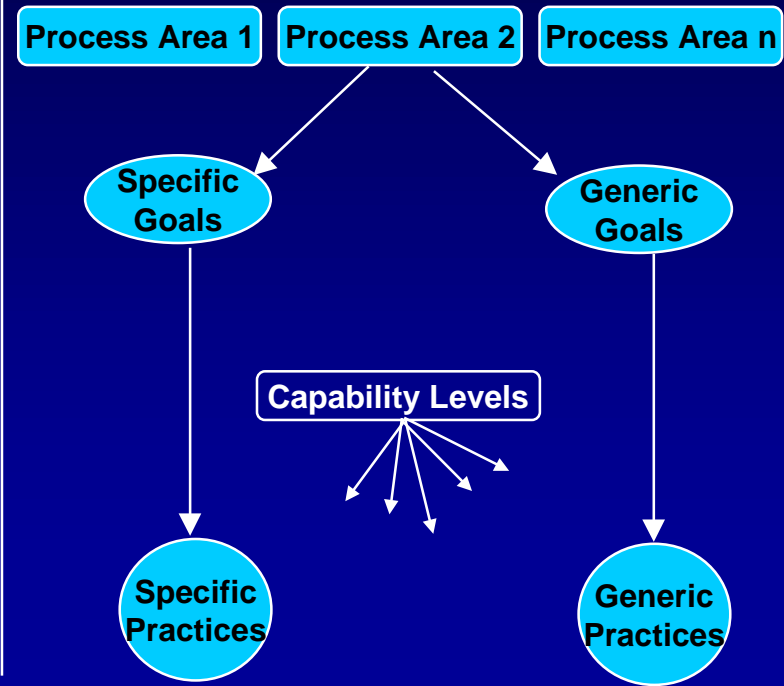 Process Area 1
Process Area 2
Process Area n
Specific
Goals
Generic
Goals
Capability Levels
Specific
Practices
Generic
Practices